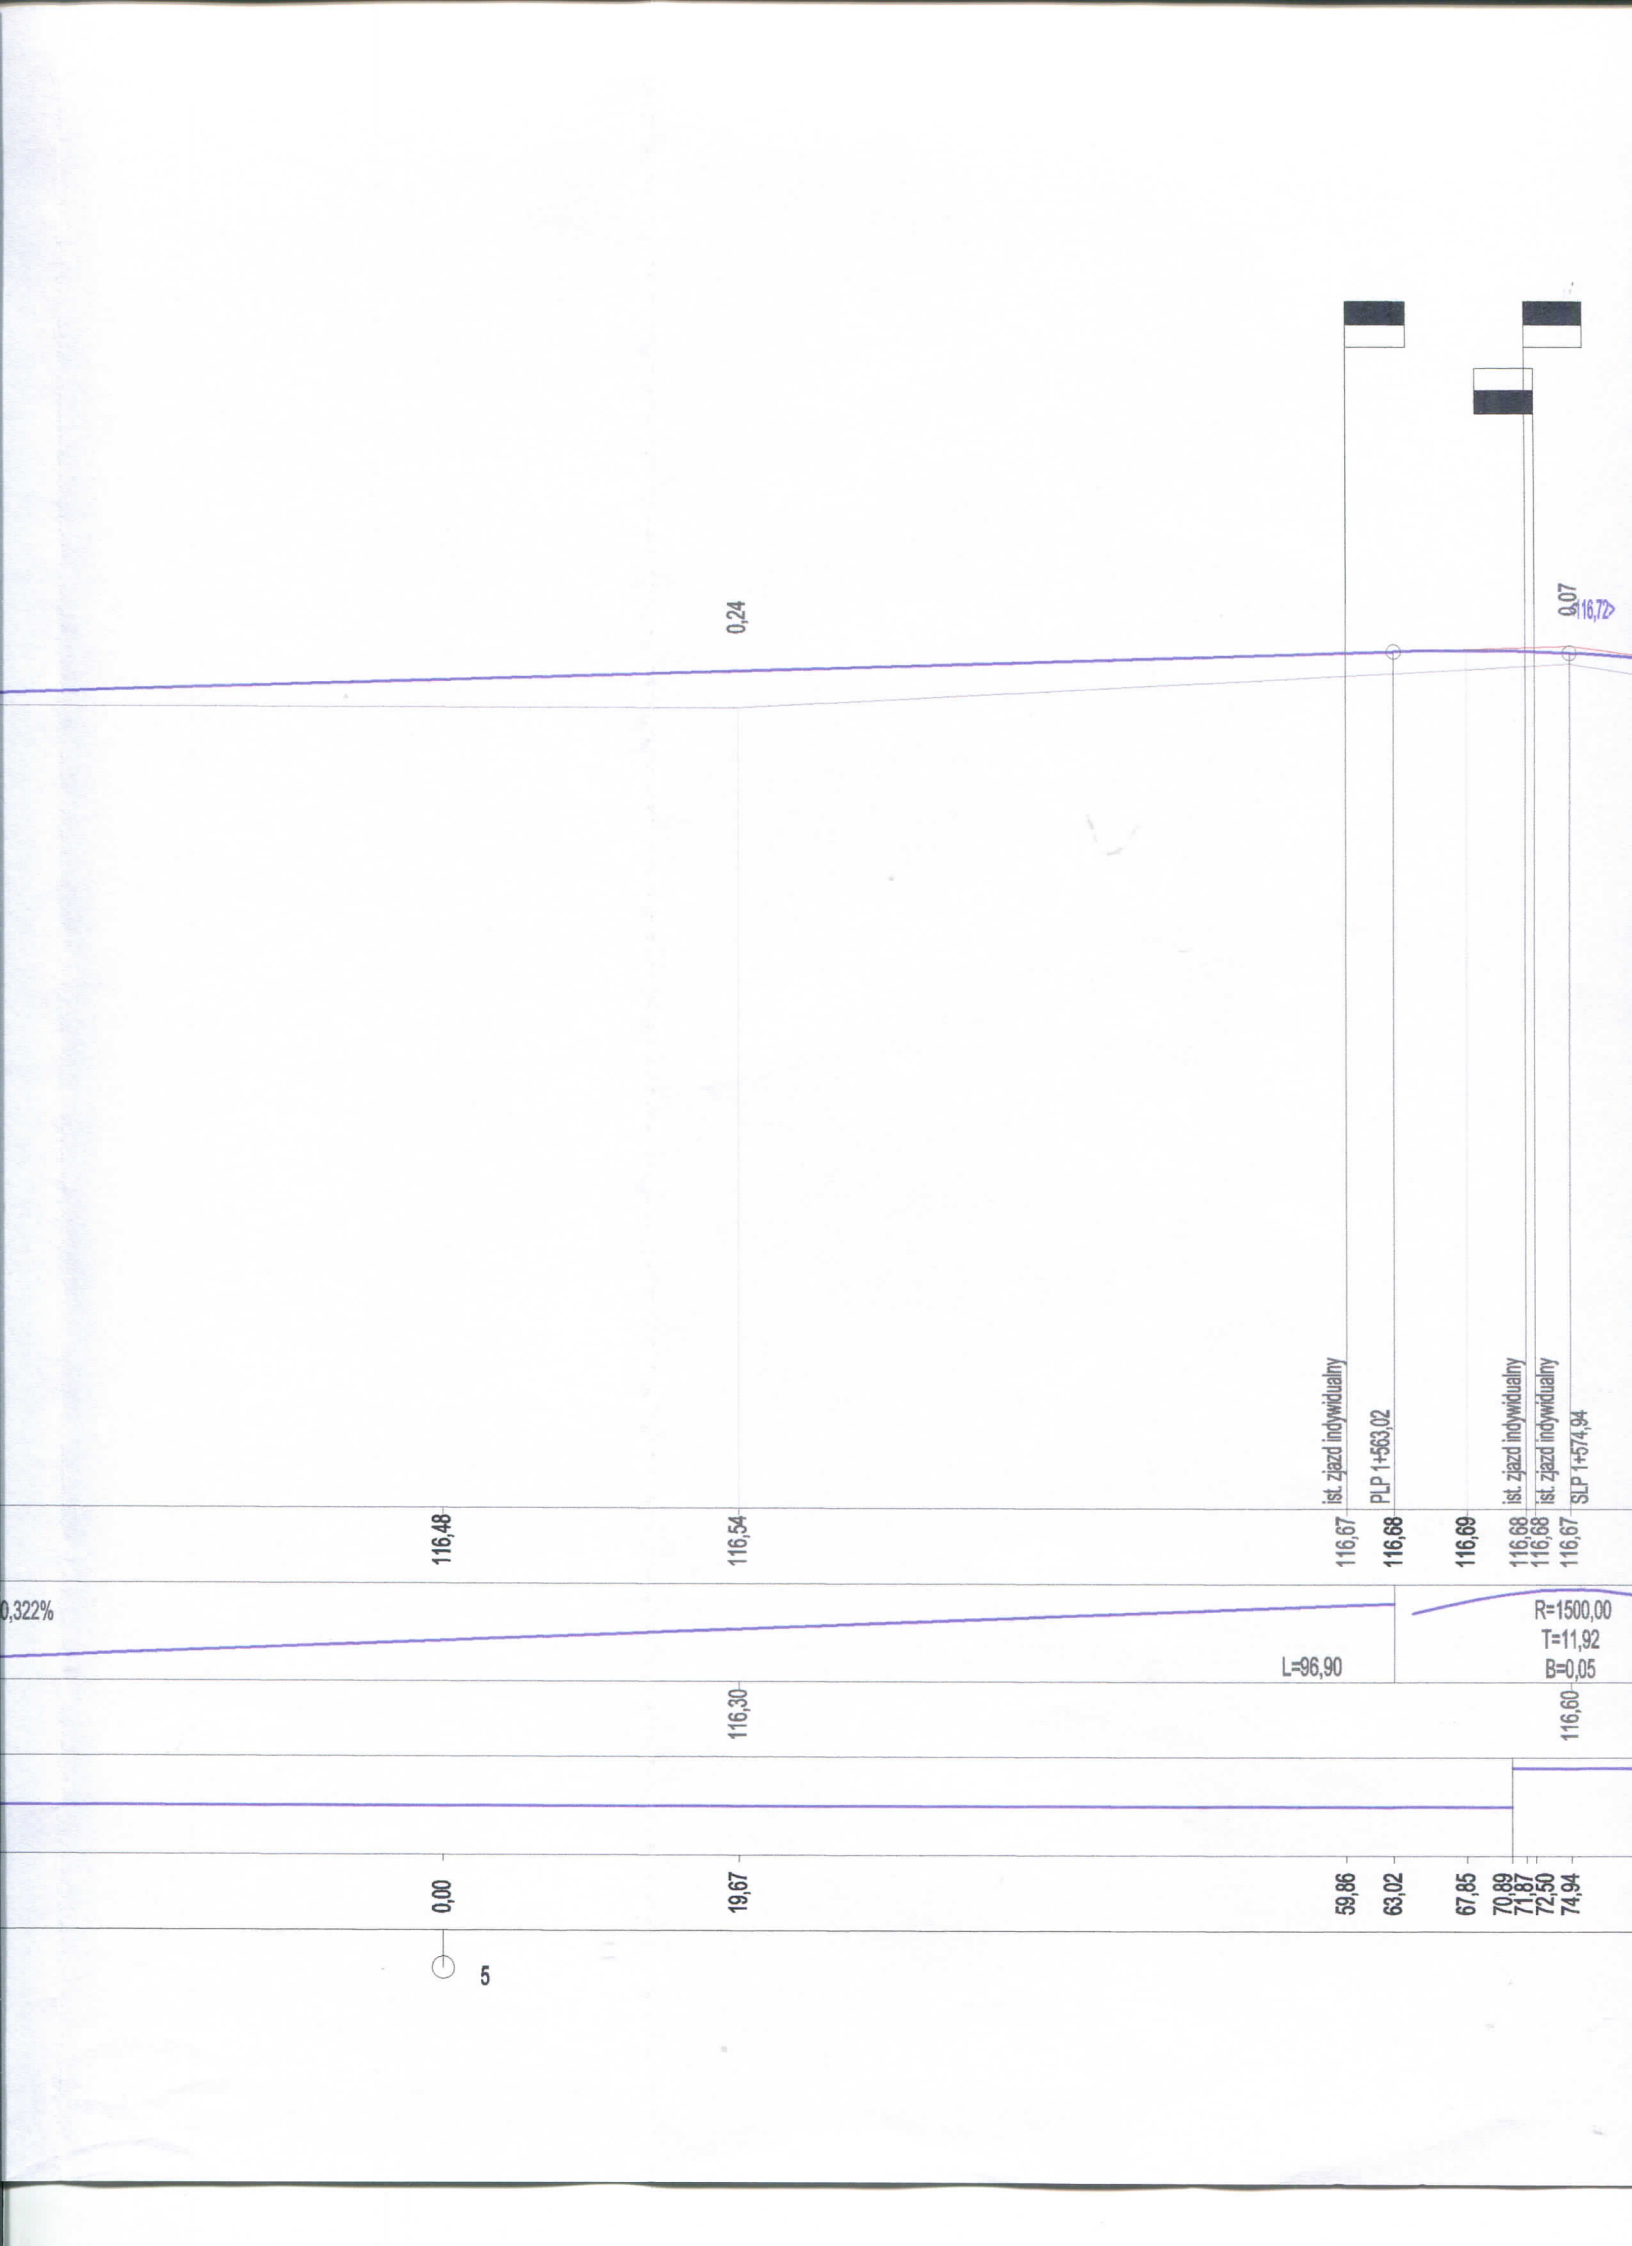 0,24
0,07
116,72>
ist. zjazd indywidualny
PLP 1+563,02
ist. zjazd indywidualny
ist. zjazd indywidualny
SLP 1+574,94
116,48
116,54
116,67
116,68
116,69
116,68
116,68
116,67
0,322%
L=96,90
R=1500,00
T=11,92
B=0,05
116,30
116,60
0,00
19,67
59,86
63,02
67,85
70,89
71,87
72,50
74,94
5